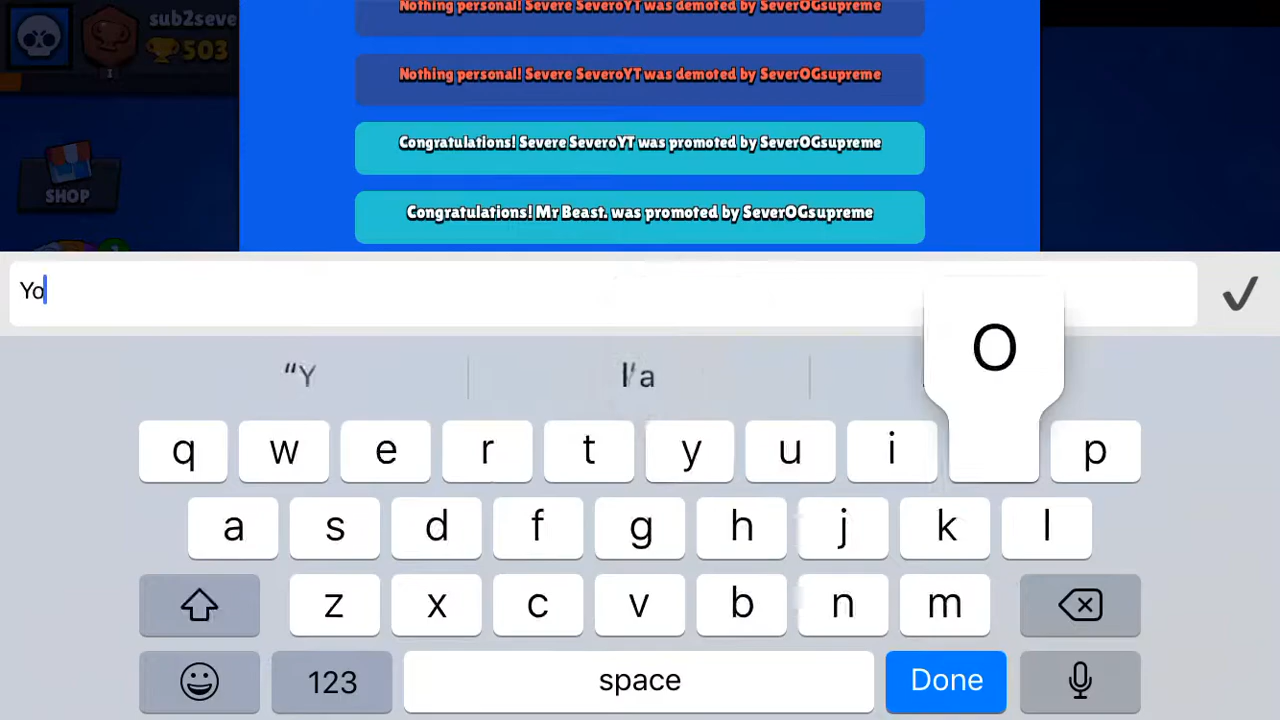 sub2seve
503
I
SHOP
Nothing personal! Severe SeveroYT was demoted by SeverOGsupreme
Nothing personal! Severe SeveroYT was demoted by SeverOGsupreme
Congratulations! Severe SeveroYT was promoted by SeverOGsupreme
Congratulations! Mr Beast. was promoted by SeverOGsupreme
Yo
“Y
O
q w e r t y u i p
a s d f g h j k l
z x c v b n m
123 space Done